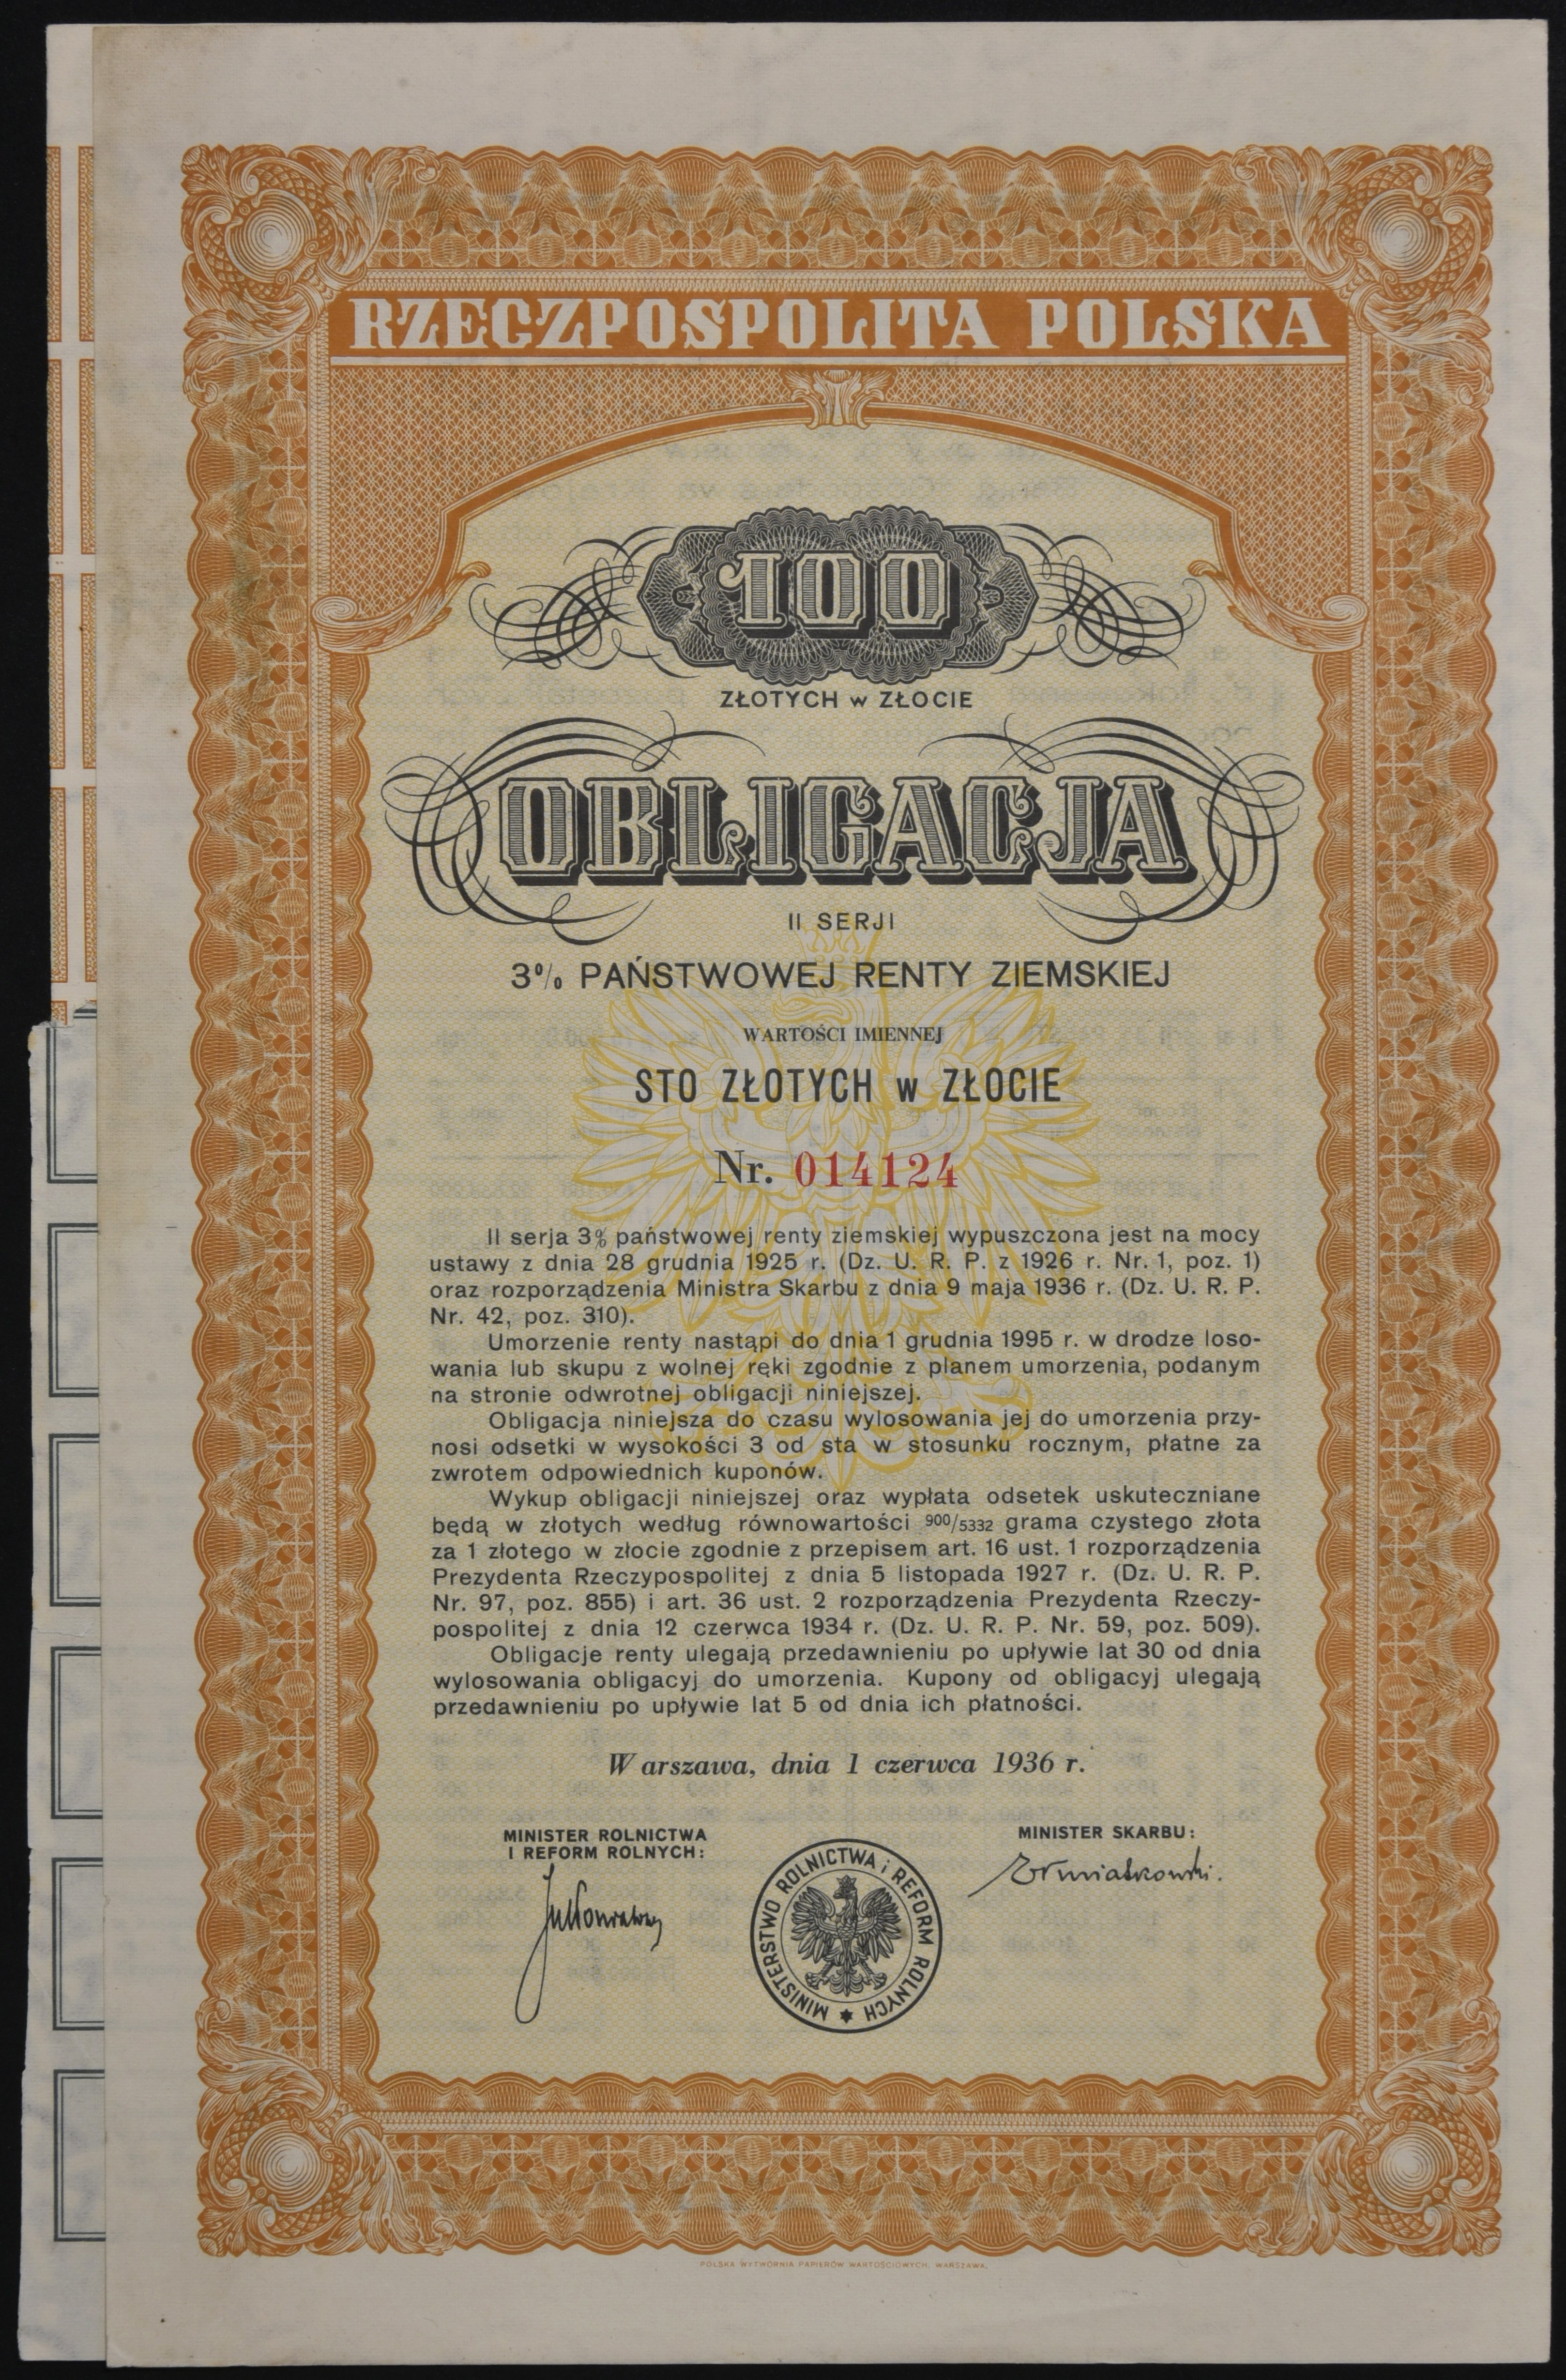 RZECZPOSPOLITA POLSKA
100
ZŁOTYCH w ZŁOCIE
OBLIGACJA
II SERJI
3% PAŃSTWOWEJ RENTY ZIEMSKIEJ
WARTOŚCI IMIENNEJ
STO ZŁOTYCH w ZŁOCIE
Nr. 014124
II serja 3% państwowej renty ziemskiej wypuszczona jest na mocy
ustawy z dnia 28 grudnia 1925 r. (Dz. U. R. P. z 1926 r. Nr. 1, poz. 1)
oraz rozporządzenia Ministra Skarbu z dnia 9 maja 1936 r. (Dz. U. R. P.
Nr. 42, poz. 310).
Umorzenie renty nastąpi do dnia 1 grudnia 1995 r. w drodze loso-
wania lub skupu z wolnej ręki zgodnie z planem umorzenia, podanym
na stronie odwrotnej obligacji niniejszej.
Obligacja niniejsza do czasu wylosowania jej do umorzenia przy-
nosi odsetki w wysokości 3 od sta w stosunku rocznym, płatne za
zwrotem odpowiednich kuponów.
Wykup obligacji niniejszej oraz wypłata odsetek uskuteczniane
będą w złotych według równowartości 900/5332 grama czystego złota
za 1 złotego w złocie zgodnie z przepisem art. 16 ust. 1 rozporządzenia
Prezydenta Rzeczypospolitej z dnia 5 listopada 1927 r. (Dz. U. R. P.
Nr. 97, poz. 855) i art. 36 ust. 2 rozporządzenia Prezydenta Rzeczy-
pospolitej z dnia 12 czerwca 1934 r. (Dz. U. R. P. Nr. 59, poz. 509).
Obligacje renty ulegają przedawnieniu po upływie lat 30 od dnia
wylosowania obligacyj do umorzenia. Kupony od obligacyj ulegają
przedawnieniu po upływie lat 5 od dnia ich płatności.
Warszawa, dnia 1 czerwca 1936 r.
MINISTER ROLNICTWA
I REFORM ROLNYCH:
MINISTER SKARBU:
MINISTERSTWO ROLNICTWA i REFORM ROLNYCH
POLSKA WYTWÓRNIA PAPIERÓW WARTOŚCIOWYCH, WARSZAWA.